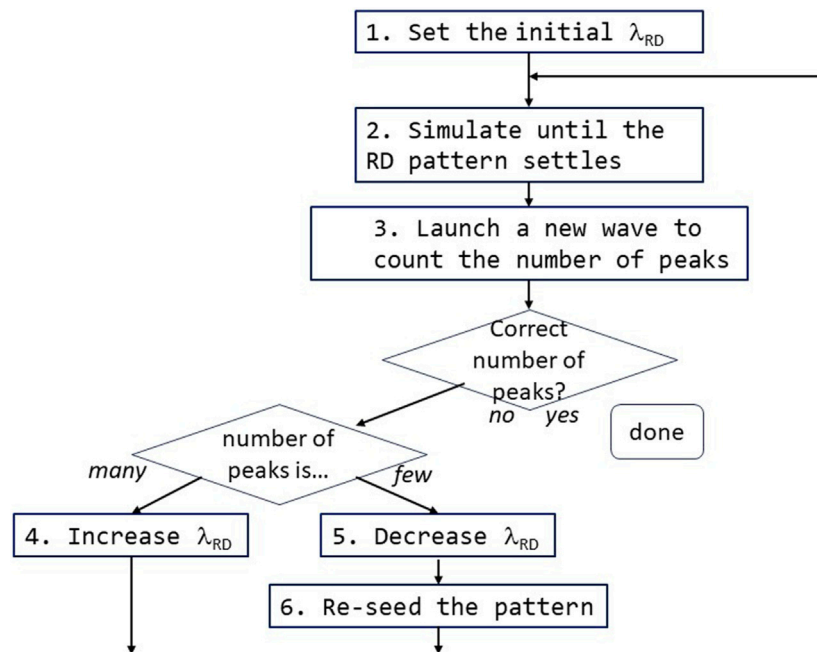 1. Set the initial λRD
2. Simulate until the
RD pattern settles
3. Launch a new wave to
count the number of peaks
Correct
number of
peaks?
no yes
done
number of
peaks is...
many
few
4. Increase λRD
5. Decrease λRD
6. Re-seed the pattern